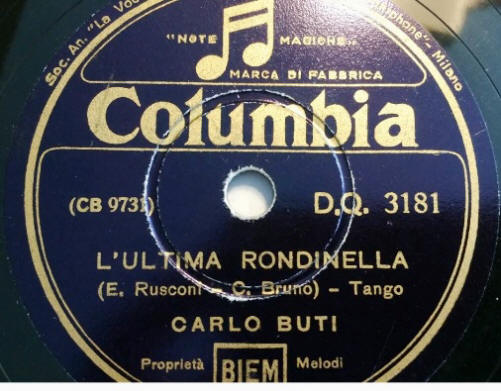 Soc. An. "La Voce
phone"- Milano
"NOTE MAGICHE„
MARCA DI FABBRICA
Columbia
(CB 9731) D.Q. 3181
L'ULTIMA RONDINELLA
(E. Rusconi - C. Bruno) - Tango
CARLO BUTI
Proprietà BIEM Melodi